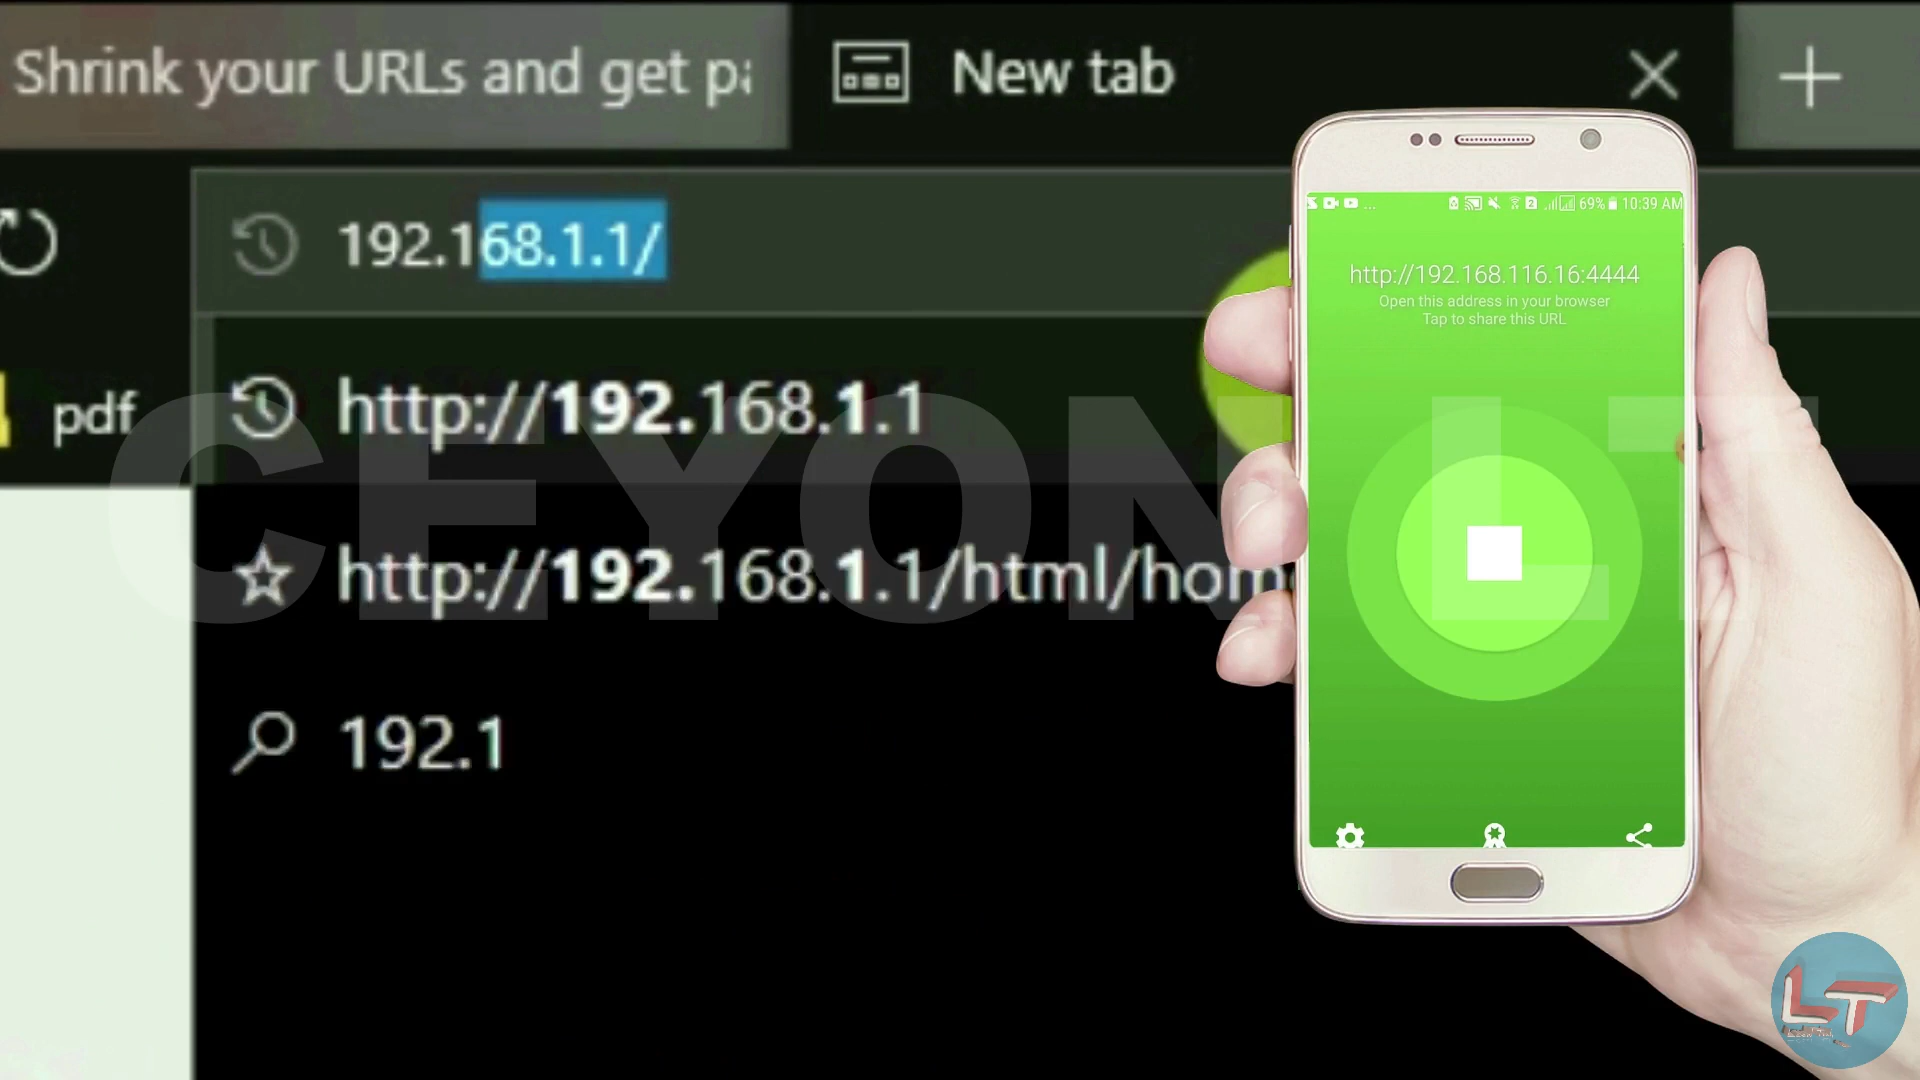 Shrink your URLs and get pa
New tab
192.168.1.1/
pdf
http://192.168.1.1
http://192.168.1.1/html/hom
192.1
69% 10:39 AM
http://192.168.116.16:4444
Open this address in your browser
Tap to share this URL
CEYON LT
LT